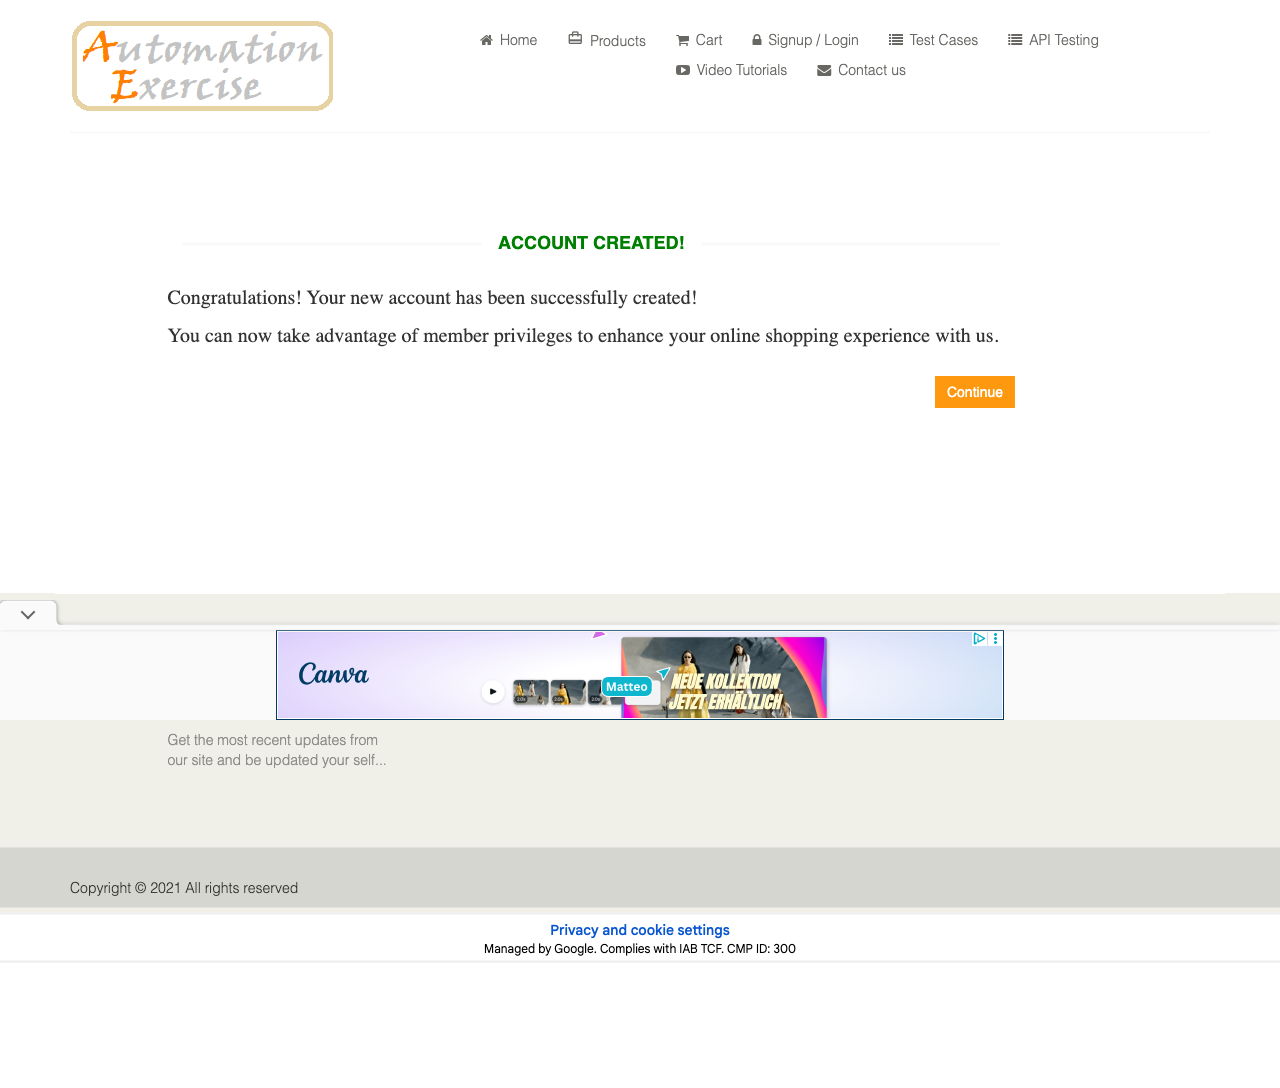 Automation
Exercise
Home
Products
Cart
Signup / Login
Test Cases
API Testing
Video Tutorials
Contact us
ACCOUNT CREATED!
Congratulations! Your new account has been successfully created!
You can now take advantage of member privileges to enhance your online shopping experience with us.
Continue
Canva
Matteo
NEUE KOLLEKTION
JETZT ERHÄLTLICH
Get the most recent updates from
our site and be updated your self...
Copyright © 2021 All rights reserved
Privacy and cookie settings
Managed by Google. Complies with IAB TCF. CMP ID: 300